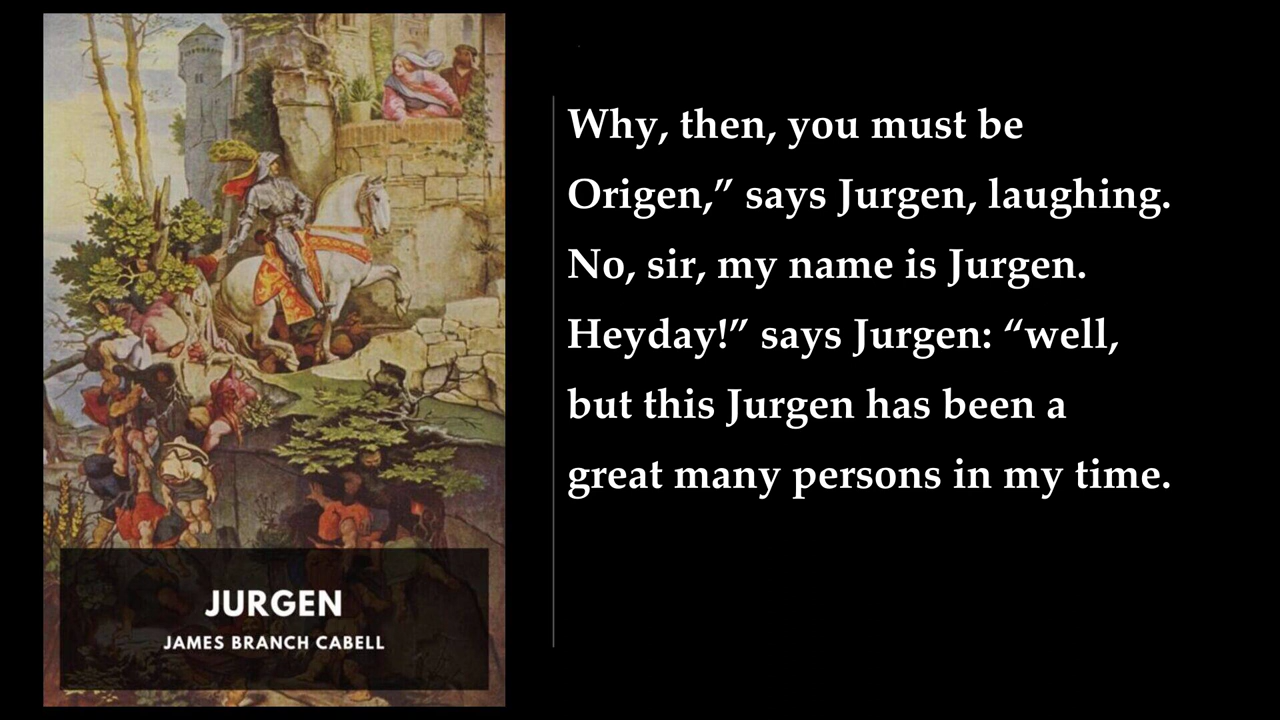 Why, then, you must be
Origen,” says Jurgen, laughing.
No, sir, my name is Jurgen.
Heyday!” says Jurgen: “well,
but this Jurgen has been a
great many persons in my time.
JURGEN
JAMES BRANCH CABELL